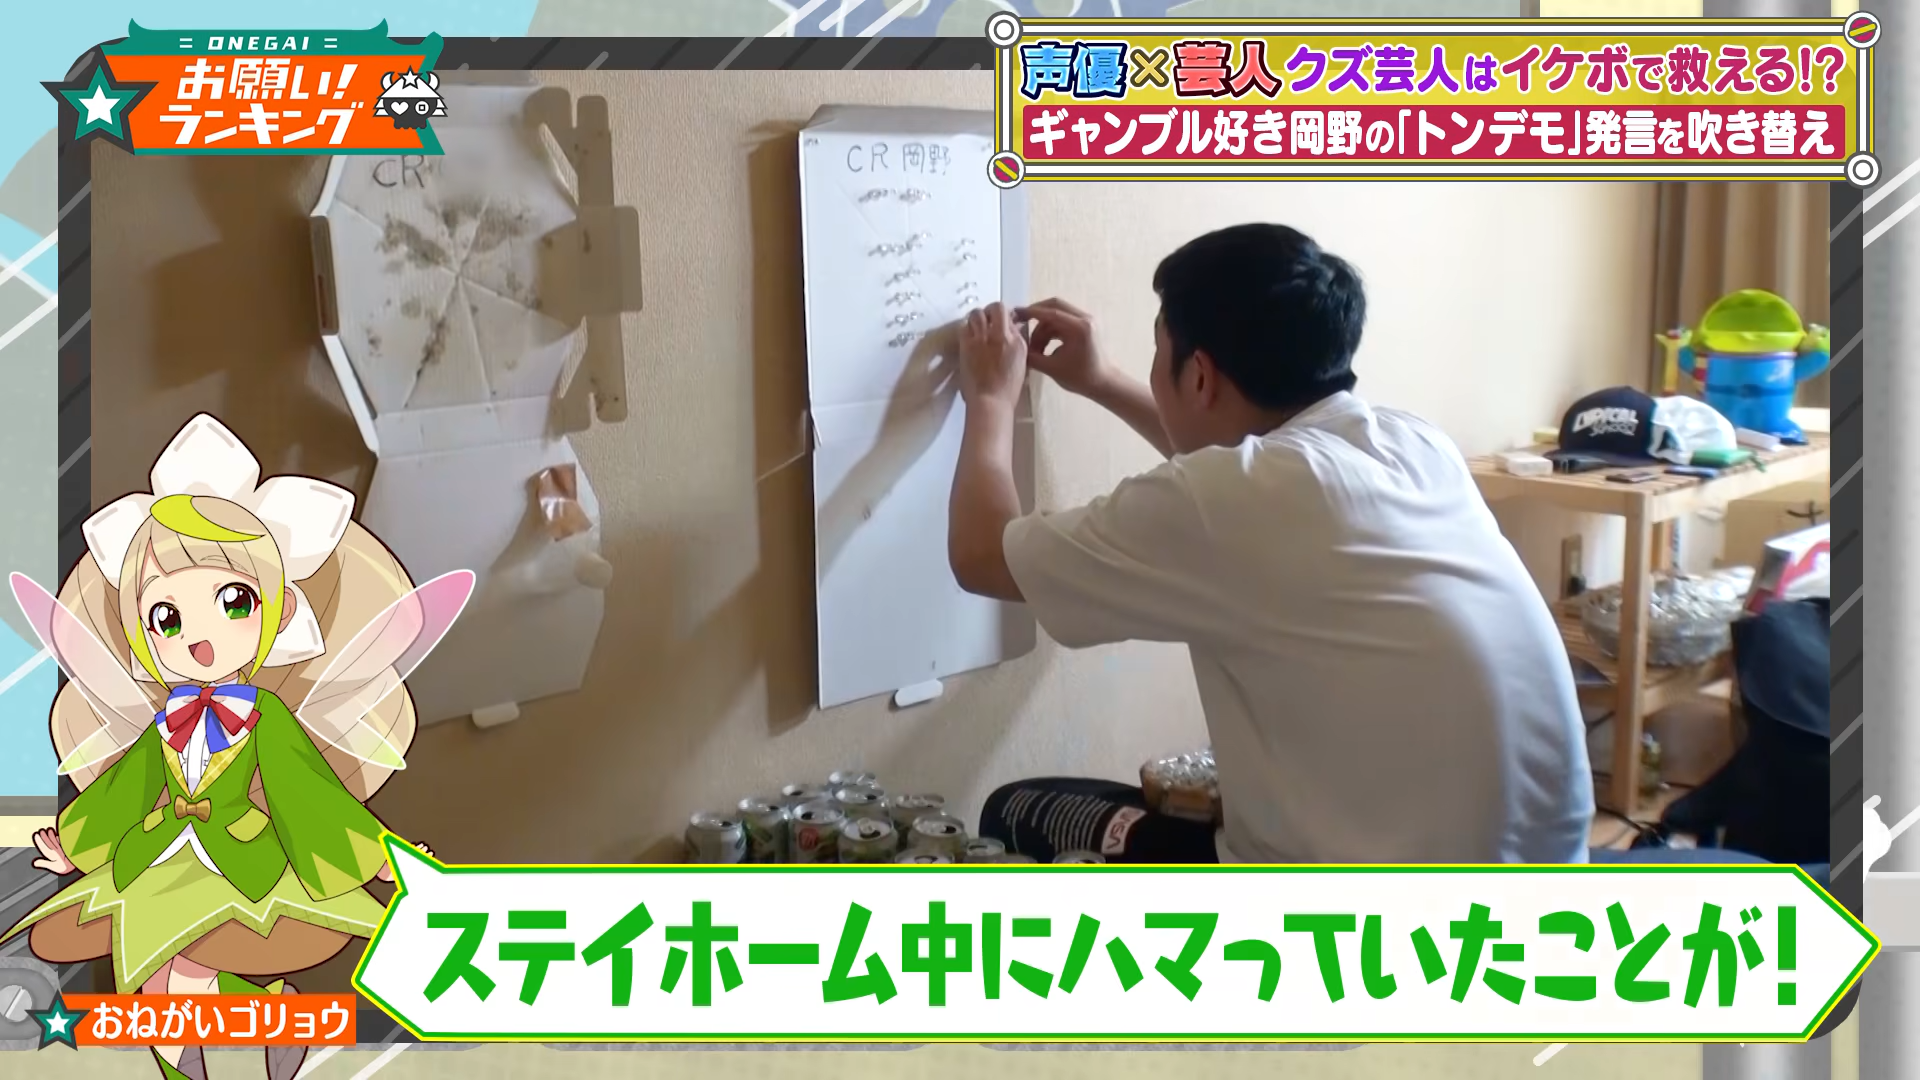 = ONEGAI =
お願い!
ランキング
声優×芸人 クズ芸人はイケボで救える!?
ギャンブル好き岡野の「トンデモ」発言を吹き替え
CR
CR 岡野
ステイホーム中にハマっていたことが!
おねがいゴリョウ